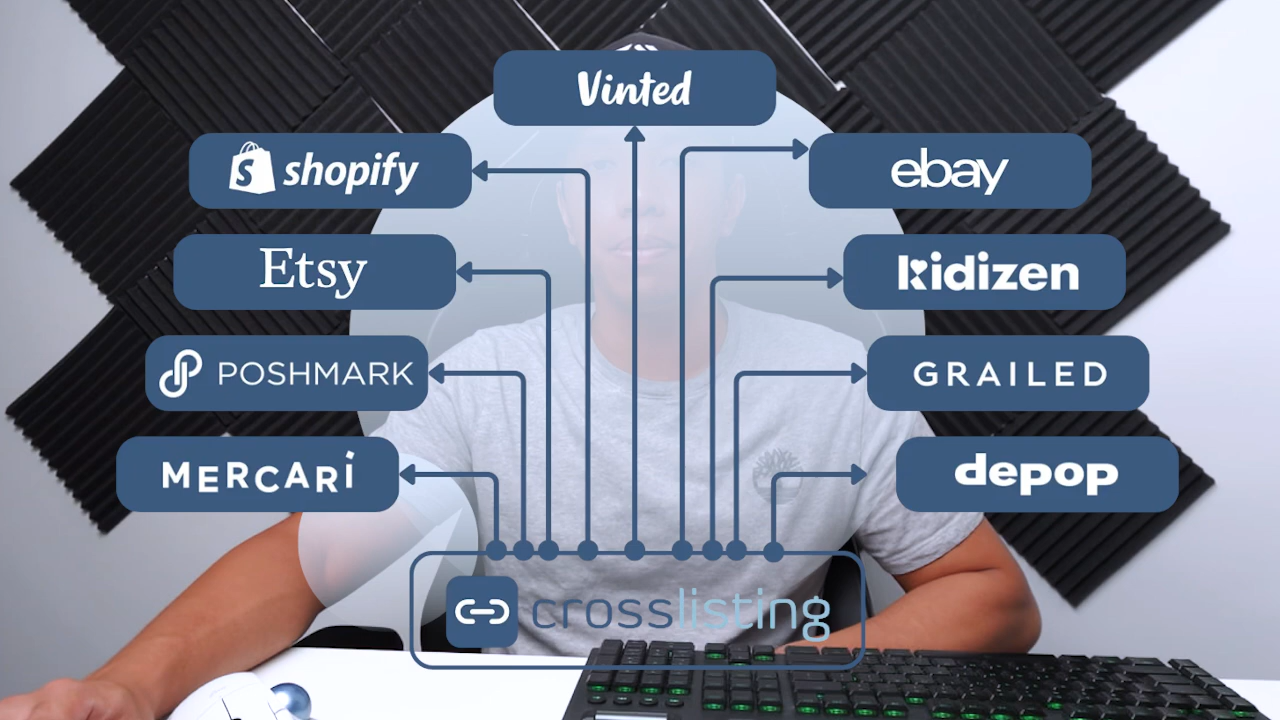 Vinted
shopify
ebay
Etsy
kidizen
POSHMARK
GRAILED
MERCARI
depop
crosslisting